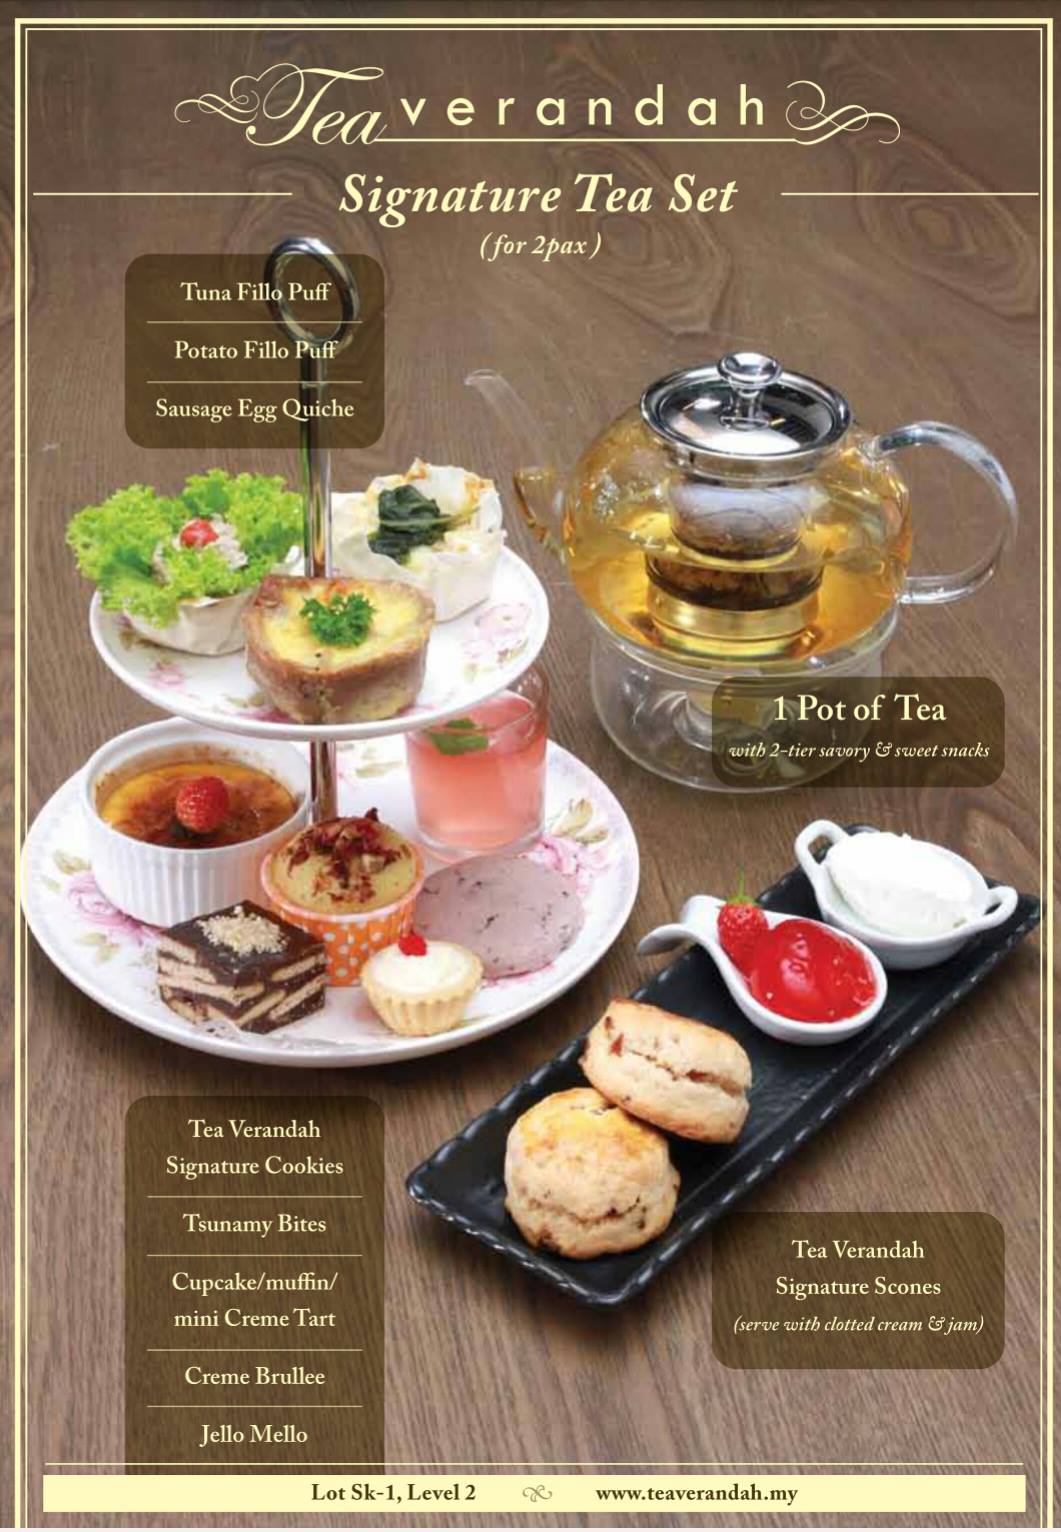 Tea verandah
Signature Tea Set
(for 2pax)
Tuna Fillo Puff
Potato Fillo Puff
Sausage Egg Quiche
1 Pot of Tea
with 2-tier savory & sweet snacks
Tea Verandah
Signature Cookies
Tsunamy Bites
Cupcake/muffin/
mini Creme Tart
Creme Brullee
Jello Mello
Tea Verandah
Signature Scones
(serve with clotted cream & jam)
Lot Sk-1, Level 2
www.teaverandah.my